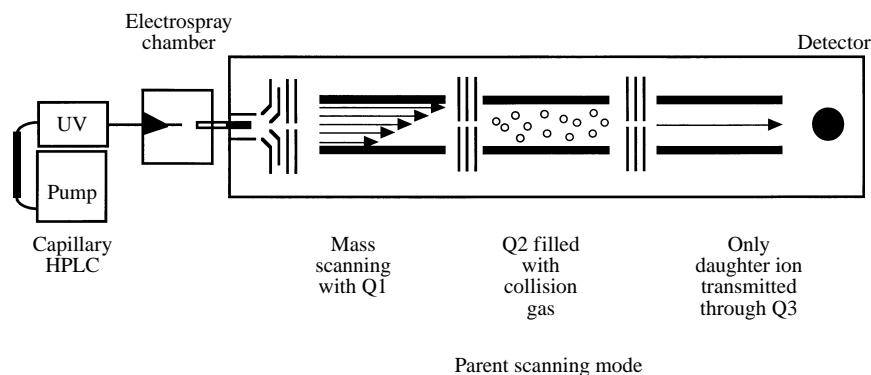 Electrospray
chamber
Detector
UV
Pump
Capillary
HPLC
Mass
scanning
with Q1
Q2 filled
with
collision
gas
Only
daughter ion
transmitted
through Q3
Parent scanning mode